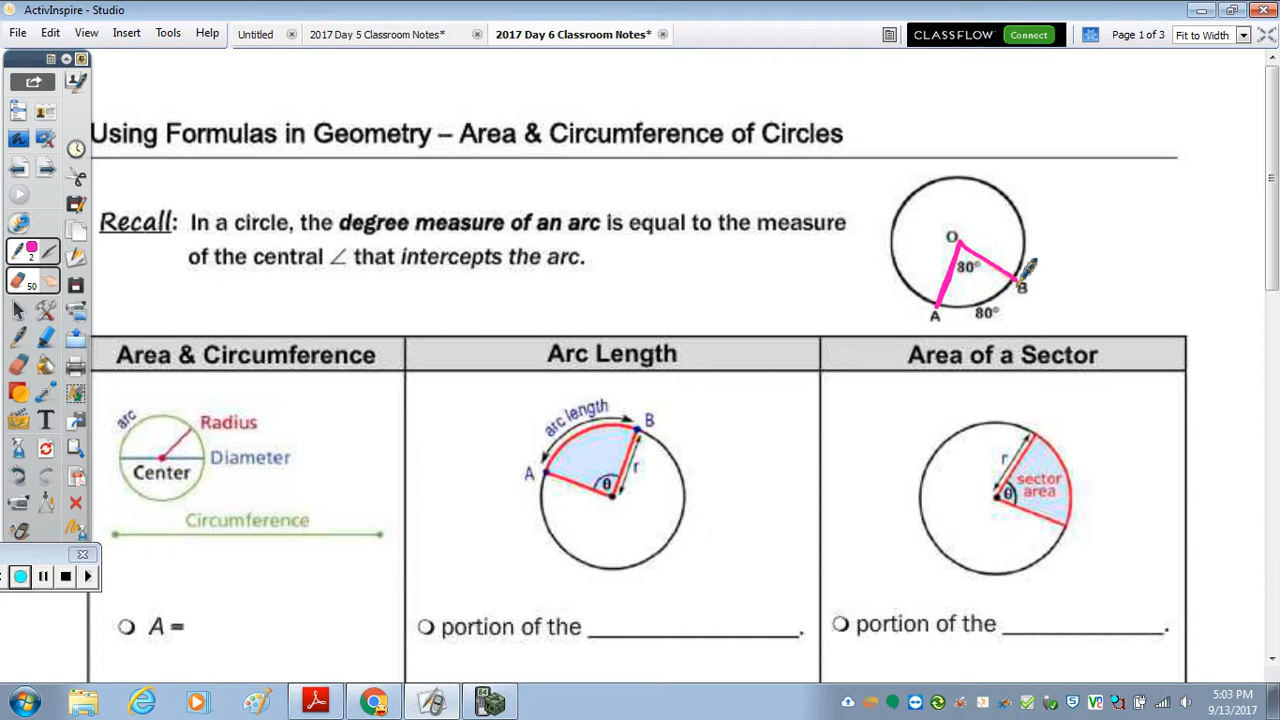 ActivInspire - Studio
File Edit View Insert Tools Help
Untitled
2017 Day 5 Classroom Notes*
2017 Day 6 Classroom Notes*
CLASSFLOW Connect
Page 1 of 3
Fit to Width
Using Formulas in Geometry – Area & Circumference of Circles
Recall: In a circle, the degree measure of an arc is equal to the measure
of the central ∠ that intercepts the arc.
O
80°
A
B
80°
2
50
Area & Circumference
Arc Length
Area of a Sector
arc
Radius
Diameter
Center
Circumference
arc length
A
B
r
θ
r
θ
sector
area
A =
portion of the _______________.
portion of the ____________.
5:03 PM
9/13/2017